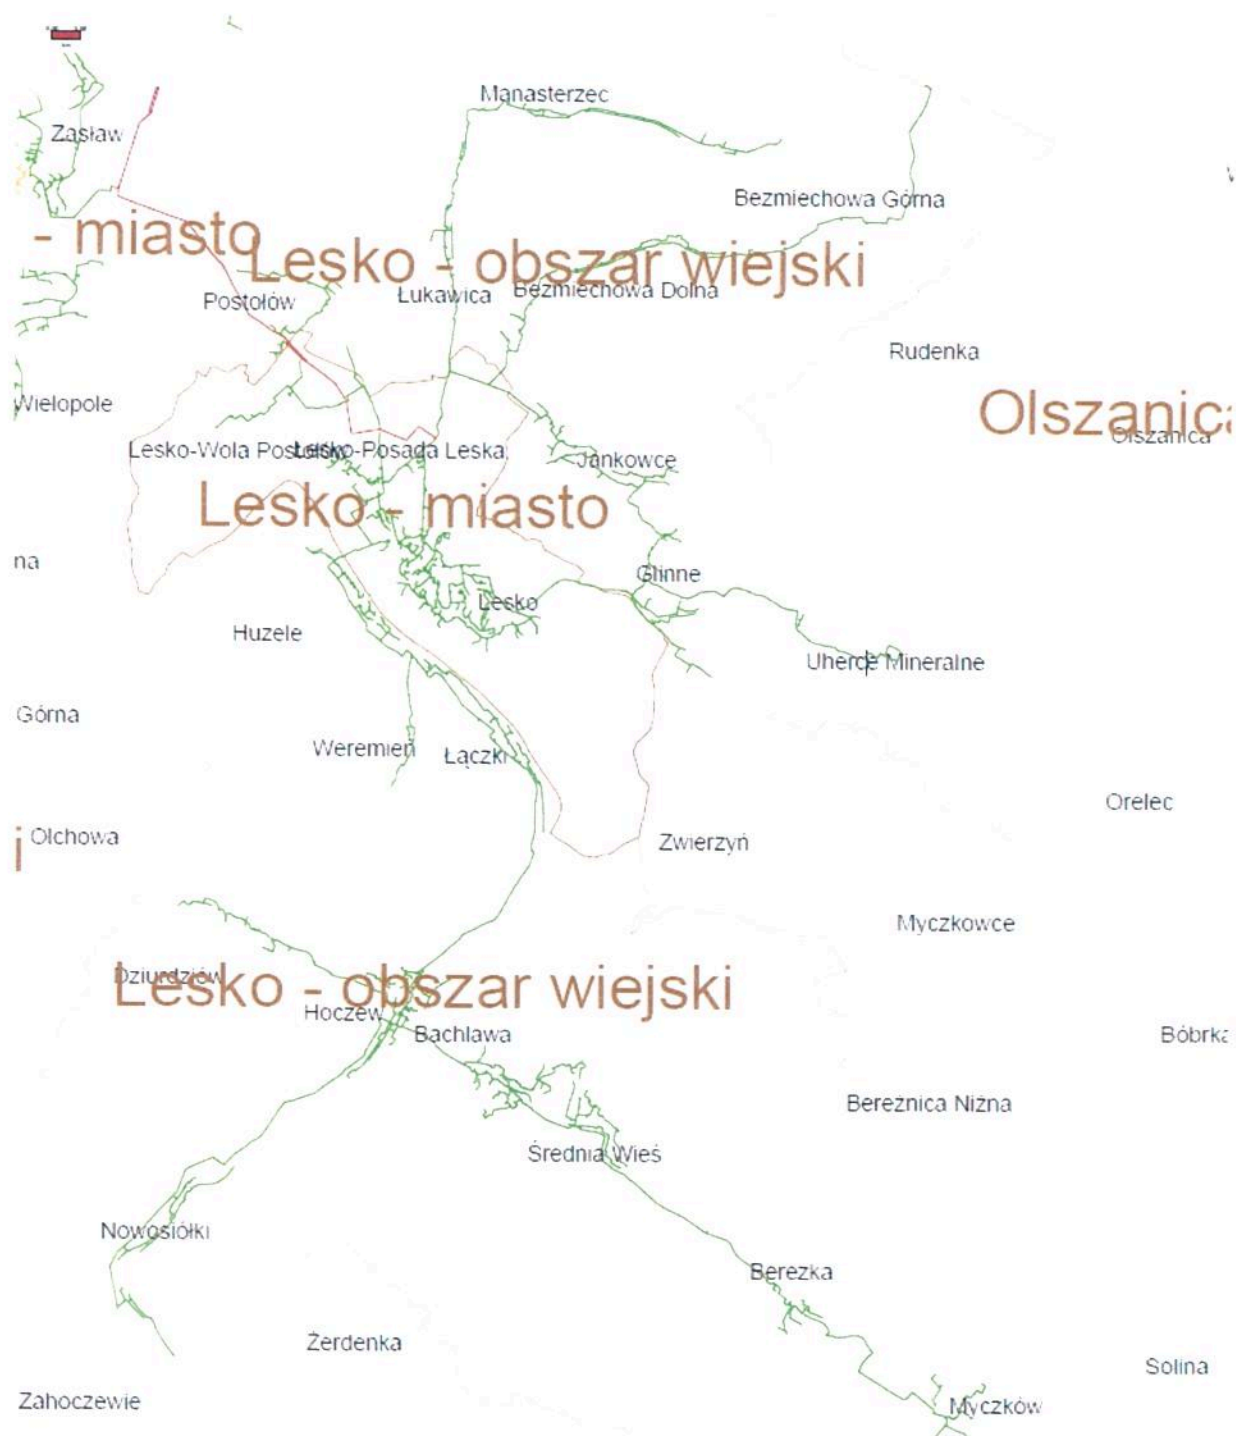 Manasterzec
Zasław
Bezmiechowa Górna
- miasto
Lesko - obszar wiejski
Postołów
Łukawica
Bezmiechowa Dolna
Rudenka
Wielopole
Olszanica
Olszanica
Lesko-Wola Postołow
Lesko-Posada Leska
Jankowce
Lesko - miasto
na
Glinne
Lesko
Huzele
Uherce Mineralne
Górna
Weremień
Łączki
Orelec
i
Olchowa
Zwierzyń
Myczkowce
Dziurdziów
Lesko - obszar wiejski
Hoczew
Bachlawa
Bóbrka
Bereźnica Niżna
Średnia Wieś
Nowosiółki
Berezka
Żerdenka
Solina
Zahoczewie
Myczków